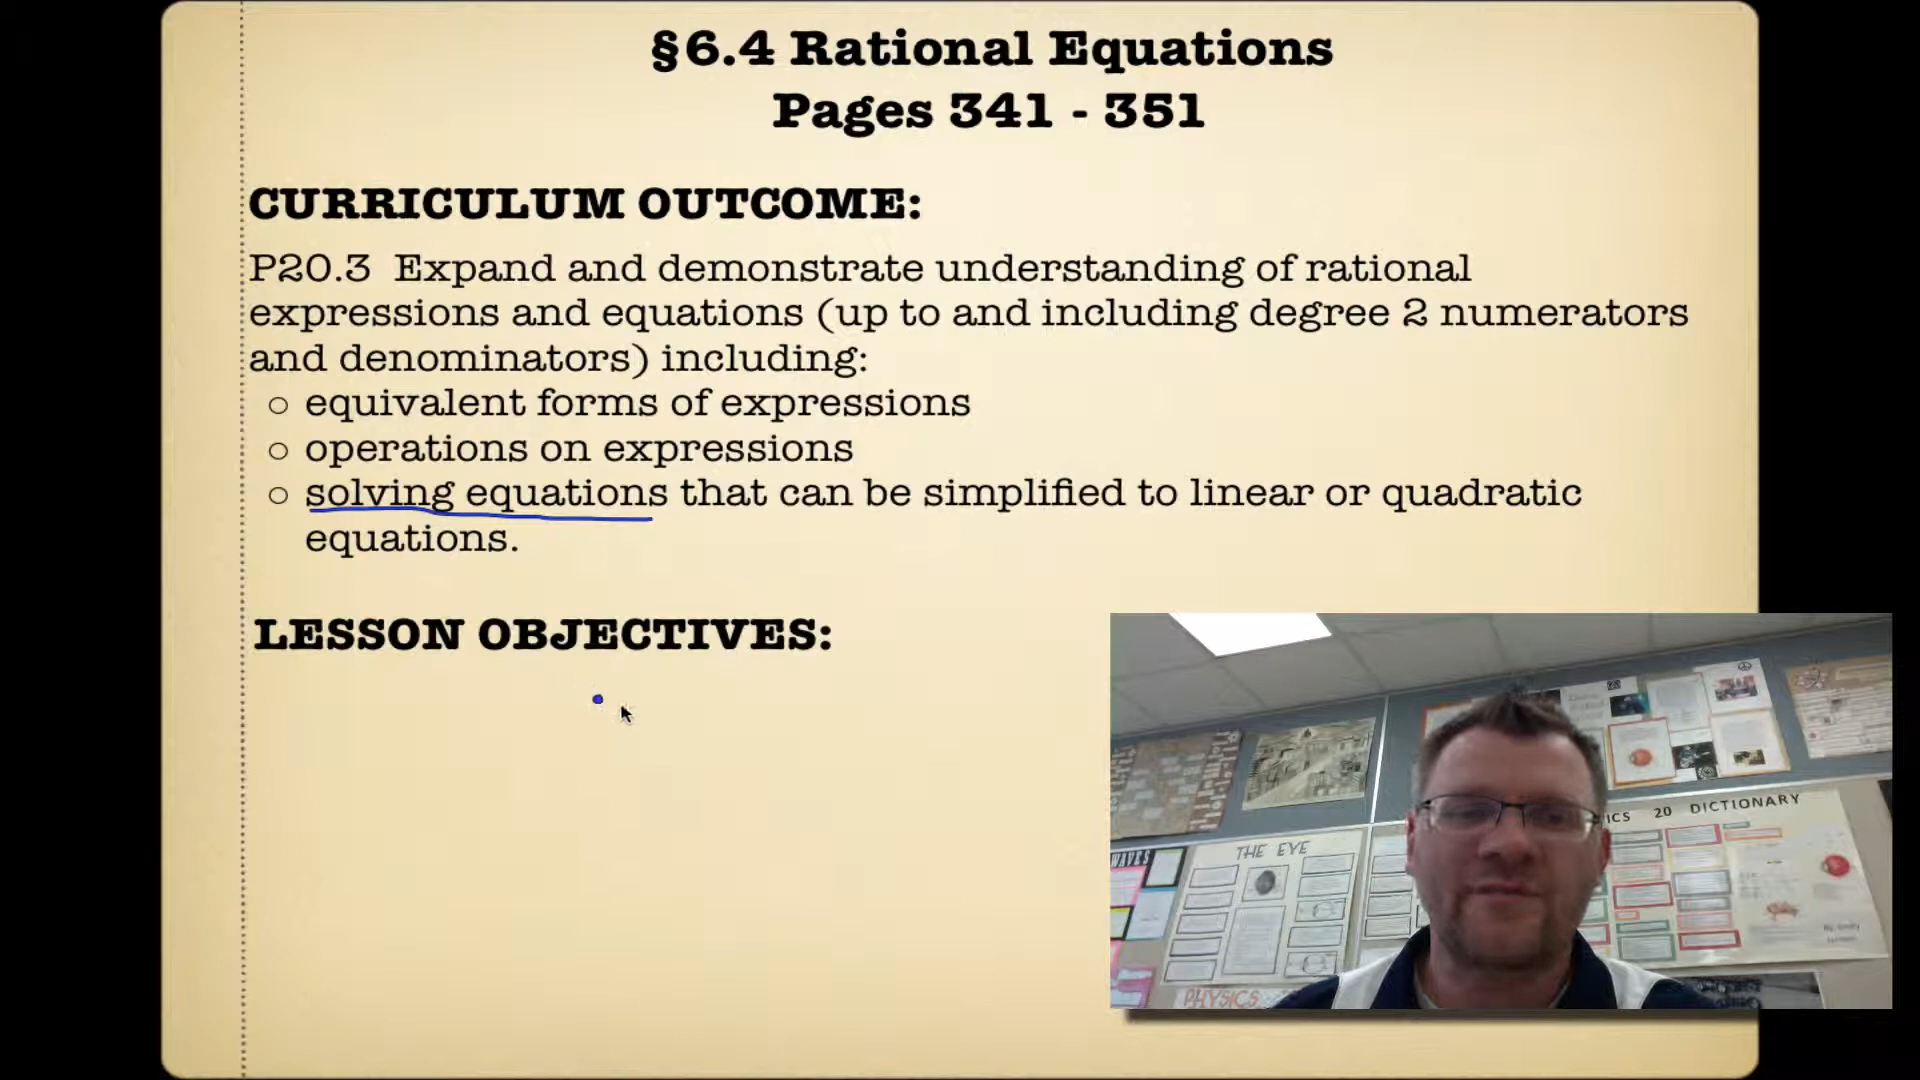 §6.4 Rational Equations
Pages 341 - 351
CURRICULUM OUTCOME:
P20.3 Expand and demonstrate understanding of rational
expressions and equations (up to and including degree 2 numerators
and denominators) including:
○ equivalent forms of expressions
○ operations on expressions
○ solving equations that can be simplified to linear or quadratic
equations.
LESSON OBJECTIVES:
ICS 20 DICTIONARY
THE EYE
WAVES
PHYSICS